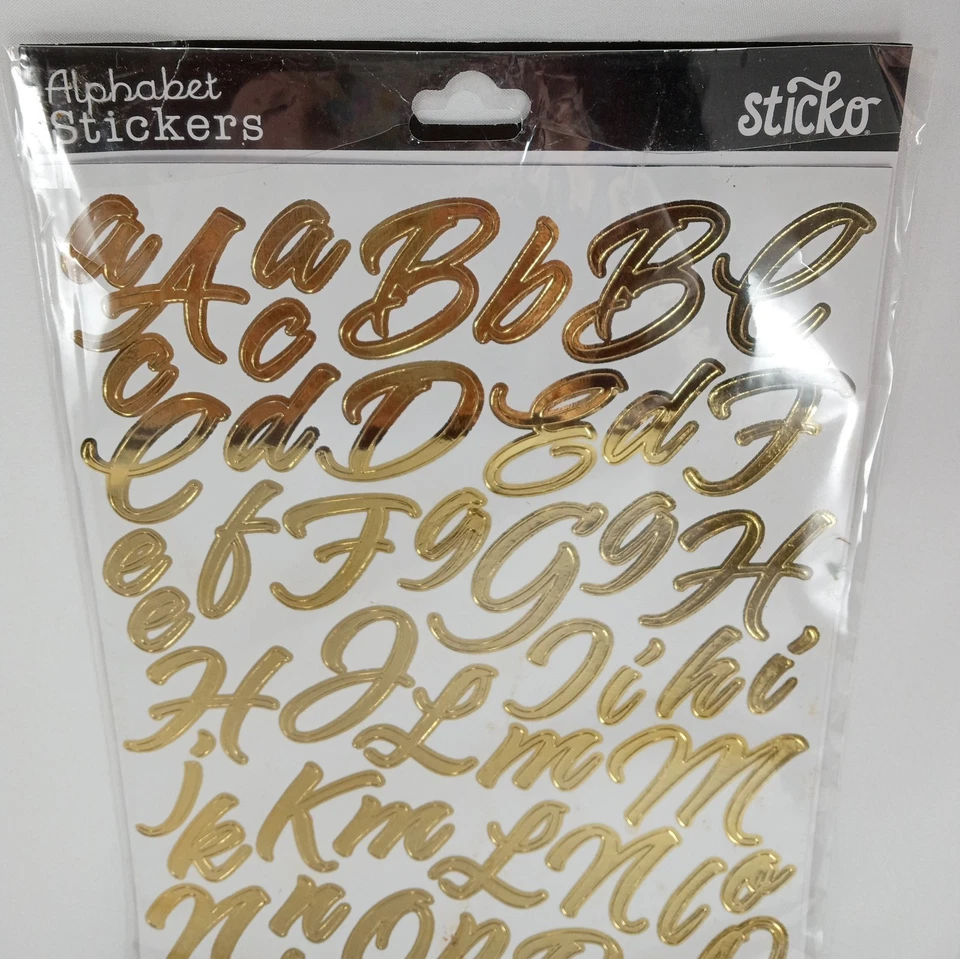 Alphabet
Stickers
sticko
a A a B b B C
c c
C d D E d F
e f F g G g H
e
H J L I i h i
j K m L m M
k n N l o
N n O